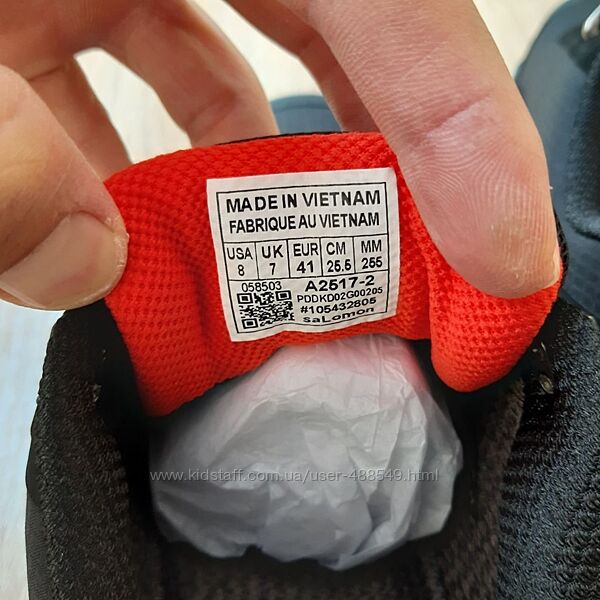 MADE IN VIETNAM
FABRIQUE AU VIETNAM
USA UK EUR CM MM
8 7 41 25.5 255
058503 A2517-2
PDDKD02G00205
#105432805
saLomon
www.kidstaff.com.ua/user-488549.html